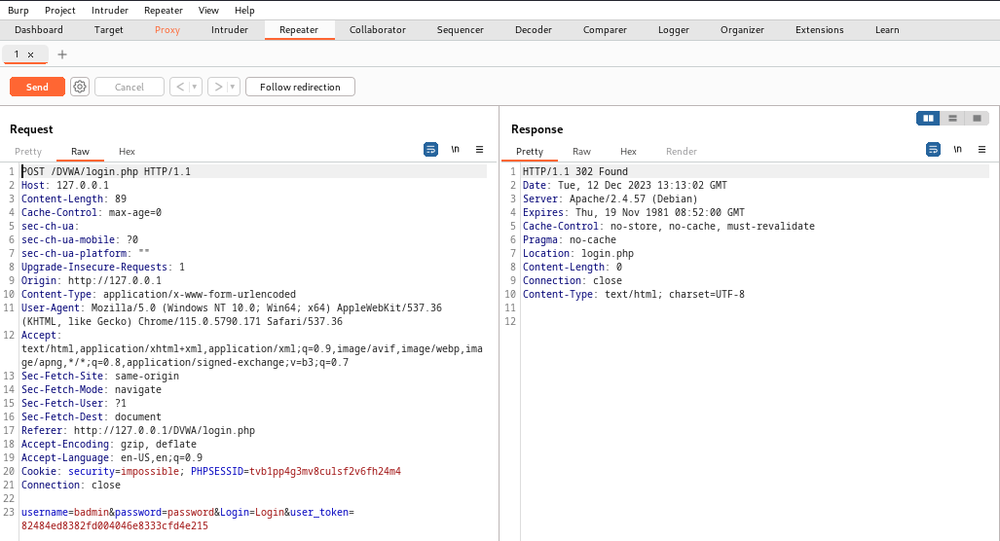 Burp Project Intruder Repeater View Help
Dashboard Target Proxy Intruder Repeater Collaborator Sequencer Decoder Comparer Logger Organizer Extensions Learn
1 × +
Send Cancel < > Follow redirection
Request
Pretty Raw Hex \n
1 POST /DVWA/login.php HTTP/1.1
2 Host: 127.0.0.1
3 Content-Length: 89
4 Cache-Control: max-age=0
5 sec-ch-ua:
6 sec-ch-ua-mobile: ?0
7 sec-ch-ua-platform: ""
8 Upgrade-Insecure-Requests: 1
9 Origin: http://127.0.0.1
10 Content-Type: application/x-www-form-urlencoded
11 User-Agent: Mozilla/5.0 (Windows NT 10.0; Win64; x64) AppleWebKit/537.36
(KHTML, like Gecko) Chrome/115.0.5790.171 Safari/537.36
12 Accept:
text/html,application/xhtml+xml,application/xml;q=0.9,image/avif,image/webp,ima
ge/apng,*/*;q=0.8,application/signed-exchange;v=b3;q=0.7
13 Sec-Fetch-Site: same-origin
14 Sec-Fetch-Mode: navigate
15 Sec-Fetch-User: ?1
16 Sec-Fetch-Dest: document
17 Referer: http://127.0.0.1/DVWA/login.php
18 Accept-Encoding: gzip, deflate
19 Accept-Language: en-US,en;q=0.9
20 Cookie: security=impossible; PHPSESSID=tvb1pp4g3mv8culsf2v6fh24m4
21 Connection: close
22
23 username=badmin&password=password&Login=Login&user_token=
82484ed8382fd004046e8333cfd4e215
Response
Pretty Raw Hex Render \n
1 HTTP/1.1 302 Found
2 Date: Tue, 12 Dec 2023 13:13:02 GMT
3 Server: Apache/2.4.57 (Debian)
4 Expires: Thu, 19 Nov 1981 08:52:00 GMT
5 Cache-Control: no-store, no-cache, must-revalidate
6 Pragma: no-cache
7 Location: login.php
8 Content-Length: 0
9 Connection: close
10 Content-Type: text/html; charset=UTF-8
11
12